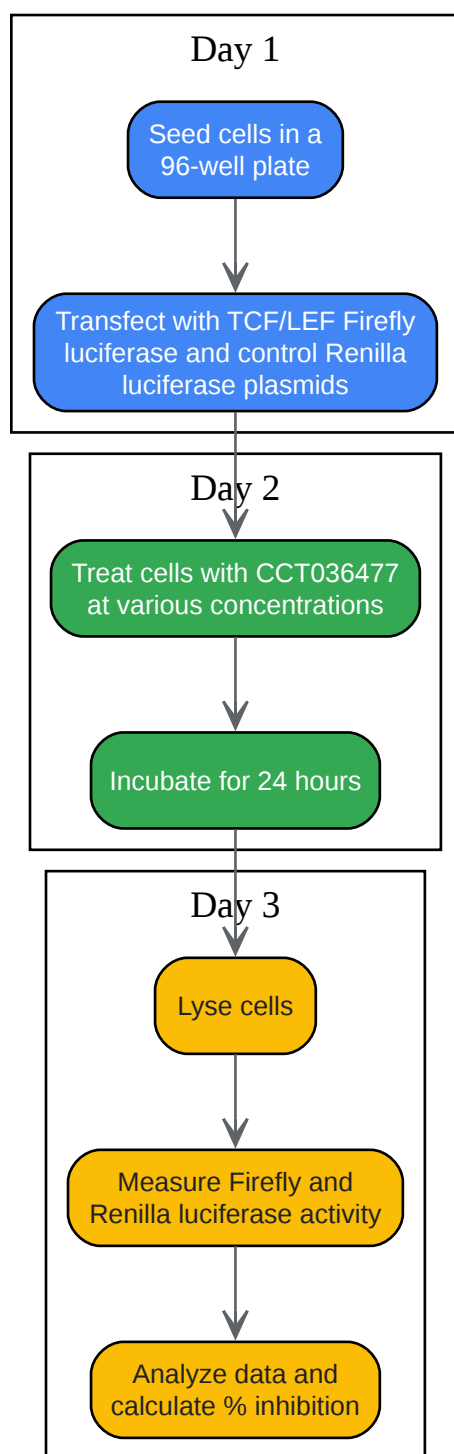 Day 1
Seed cells in a
96-well plate
Transfect with TCF/LEF Firefly
luciferase and control Renilla
luciferase plasmids
Day 2
Treat cells with CCT036477
at various concentrations
Incubate for 24 hours
Day 3
Lyse cells
Measure Firefly and
Renilla luciferase activity
Analyze data and
calculate % inhibition